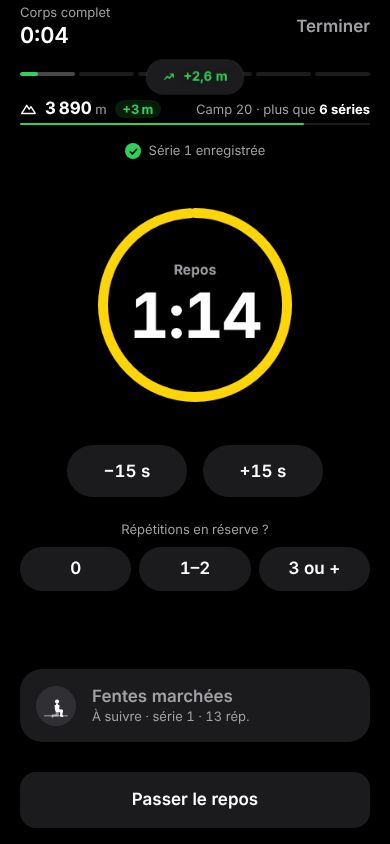 Corps complet
0:04
Terminer
+2,6 m
3 890 m +3 m
Camp 20 · plus que 6 séries
Série 1 enregistrée
Repos
1:14
−15 s
+15 s
Répétitions en réserve ?
0
1–2
3 ou +
Fentes marchées
À suivre · série 1 · 13 rép.
Passer le repos